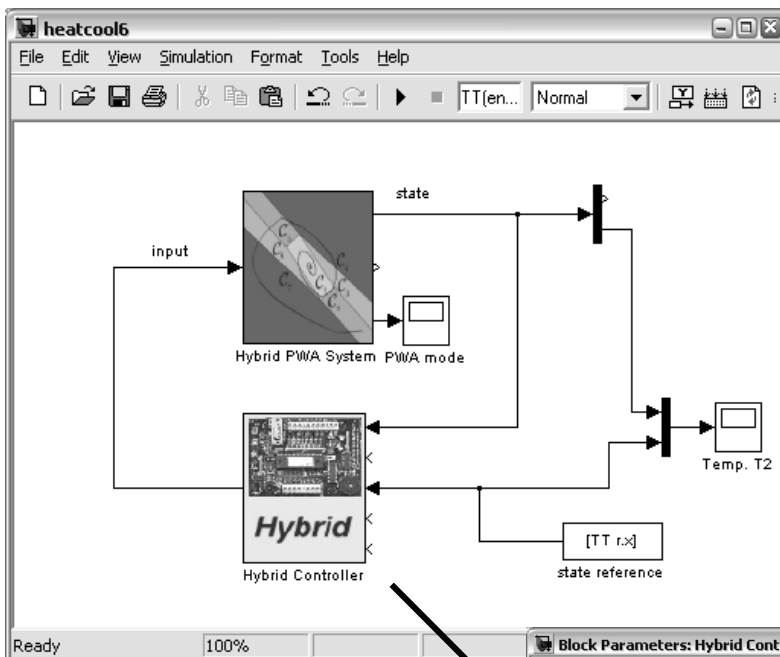 heatcool6
File Edit View Simulation Format Tools Help
TT(en... Normal
state
input
Hybrid PWA System PWA mode
Temp. T2
Hybrid
[TT r.x]
Hybrid Controller
state reference
Ready 100%
Block Parameters: Hybrid Cont